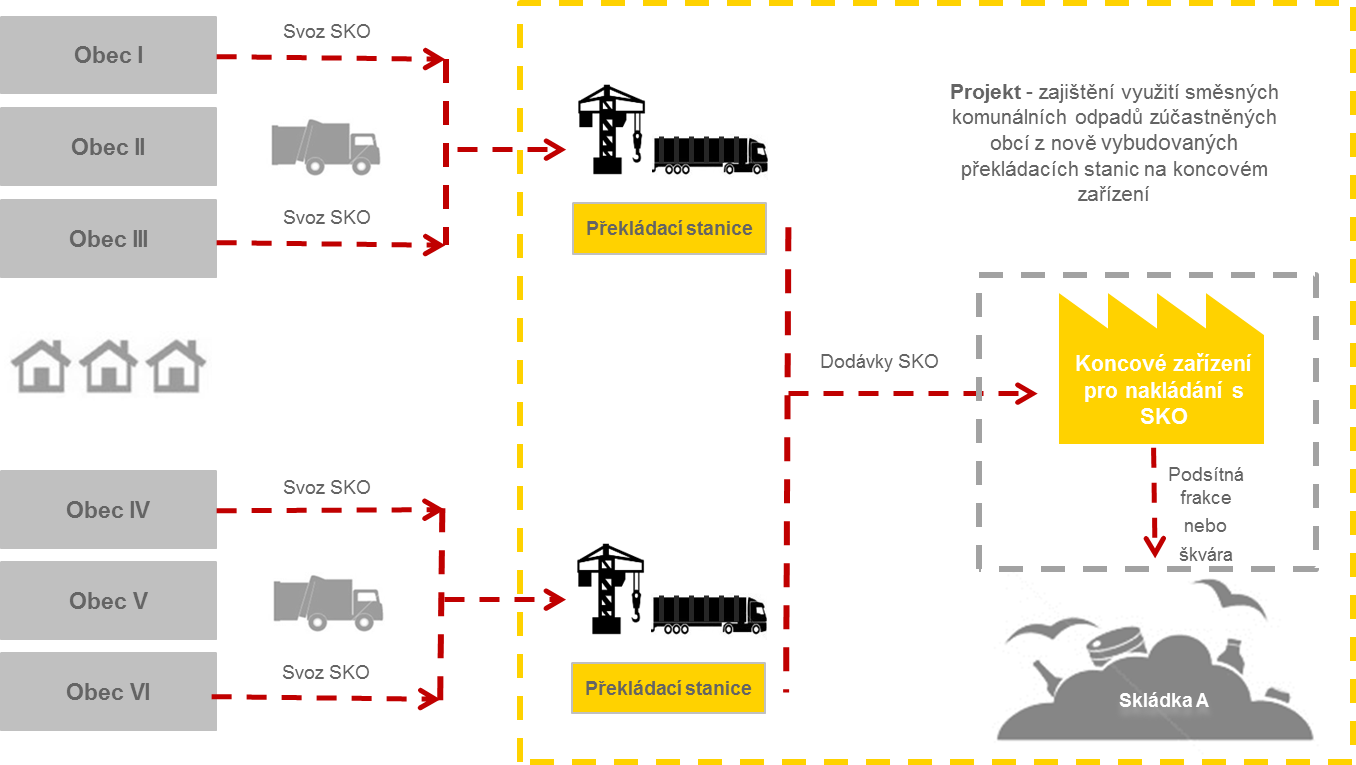 Obec I
Svoz SKO
Obec II
Obec III
Svoz SKO
Překládací stanice
Projekt - zajištění využití směsných
komunálních odpadů zúčastněných
obcí z nově vybudovaných
překládacích stanic na koncovém
zařízení
Dodávky SKO
Koncové zařízení
pro nakládání s
SKO
Podsítná
frakce
nebo
škvára
Obec IV
Svoz SKO
Obec V
Obec VI
Svoz SKO
Překládací stanice
Skládka A